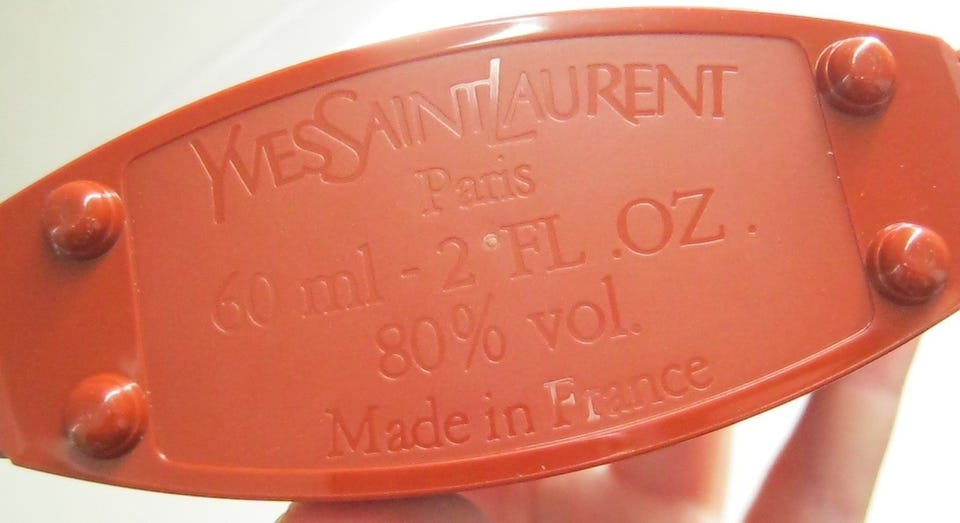 YVESSAINTLAURENT
Paris
60 ml - 2 FL .OZ .
80% vol.
Made in France